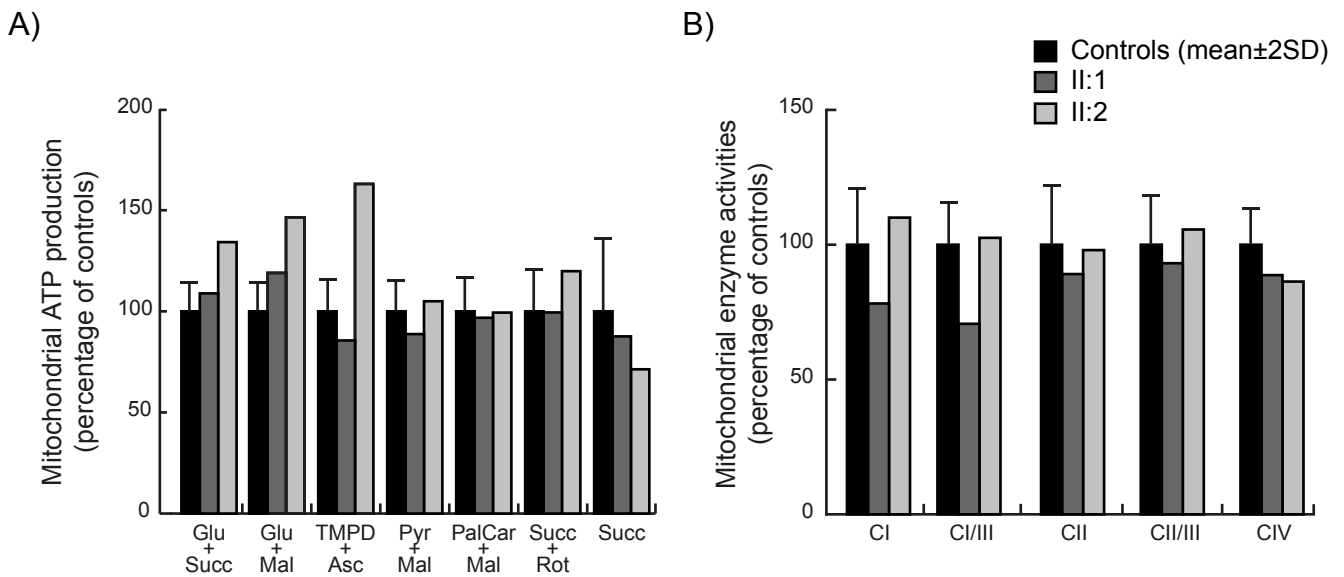 A)
Mitochondrial ATP production
(percentage of controls)
200
150
100
50
0
Glu
+
Succ
Glu
+
Mal
TMPD
+
Asc
Pyr
+
Mal
PalCar
+
Mal
Succ
+
Rot
Succ
B)
Controls (mean±2SD)
II:1
II:2
Mitochondrial enzyme activities
(percentage of controls)
150
100
50
0
CI
CI/III
CII
CII/III
CIV